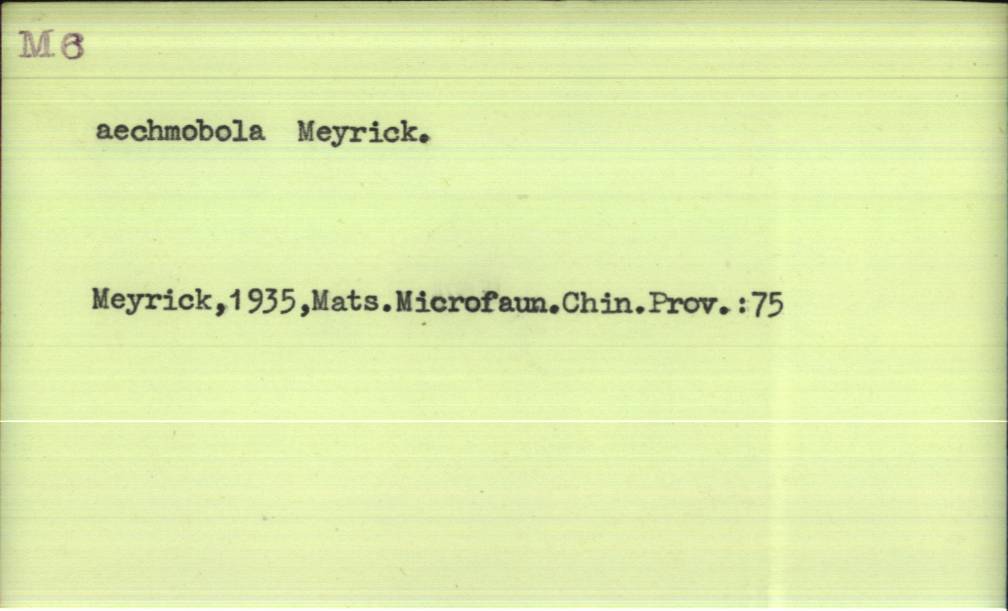 M6
aechmobola Meyrick.
Meyrick,1935,Mats.Microfaun.Chin.Prov.:75